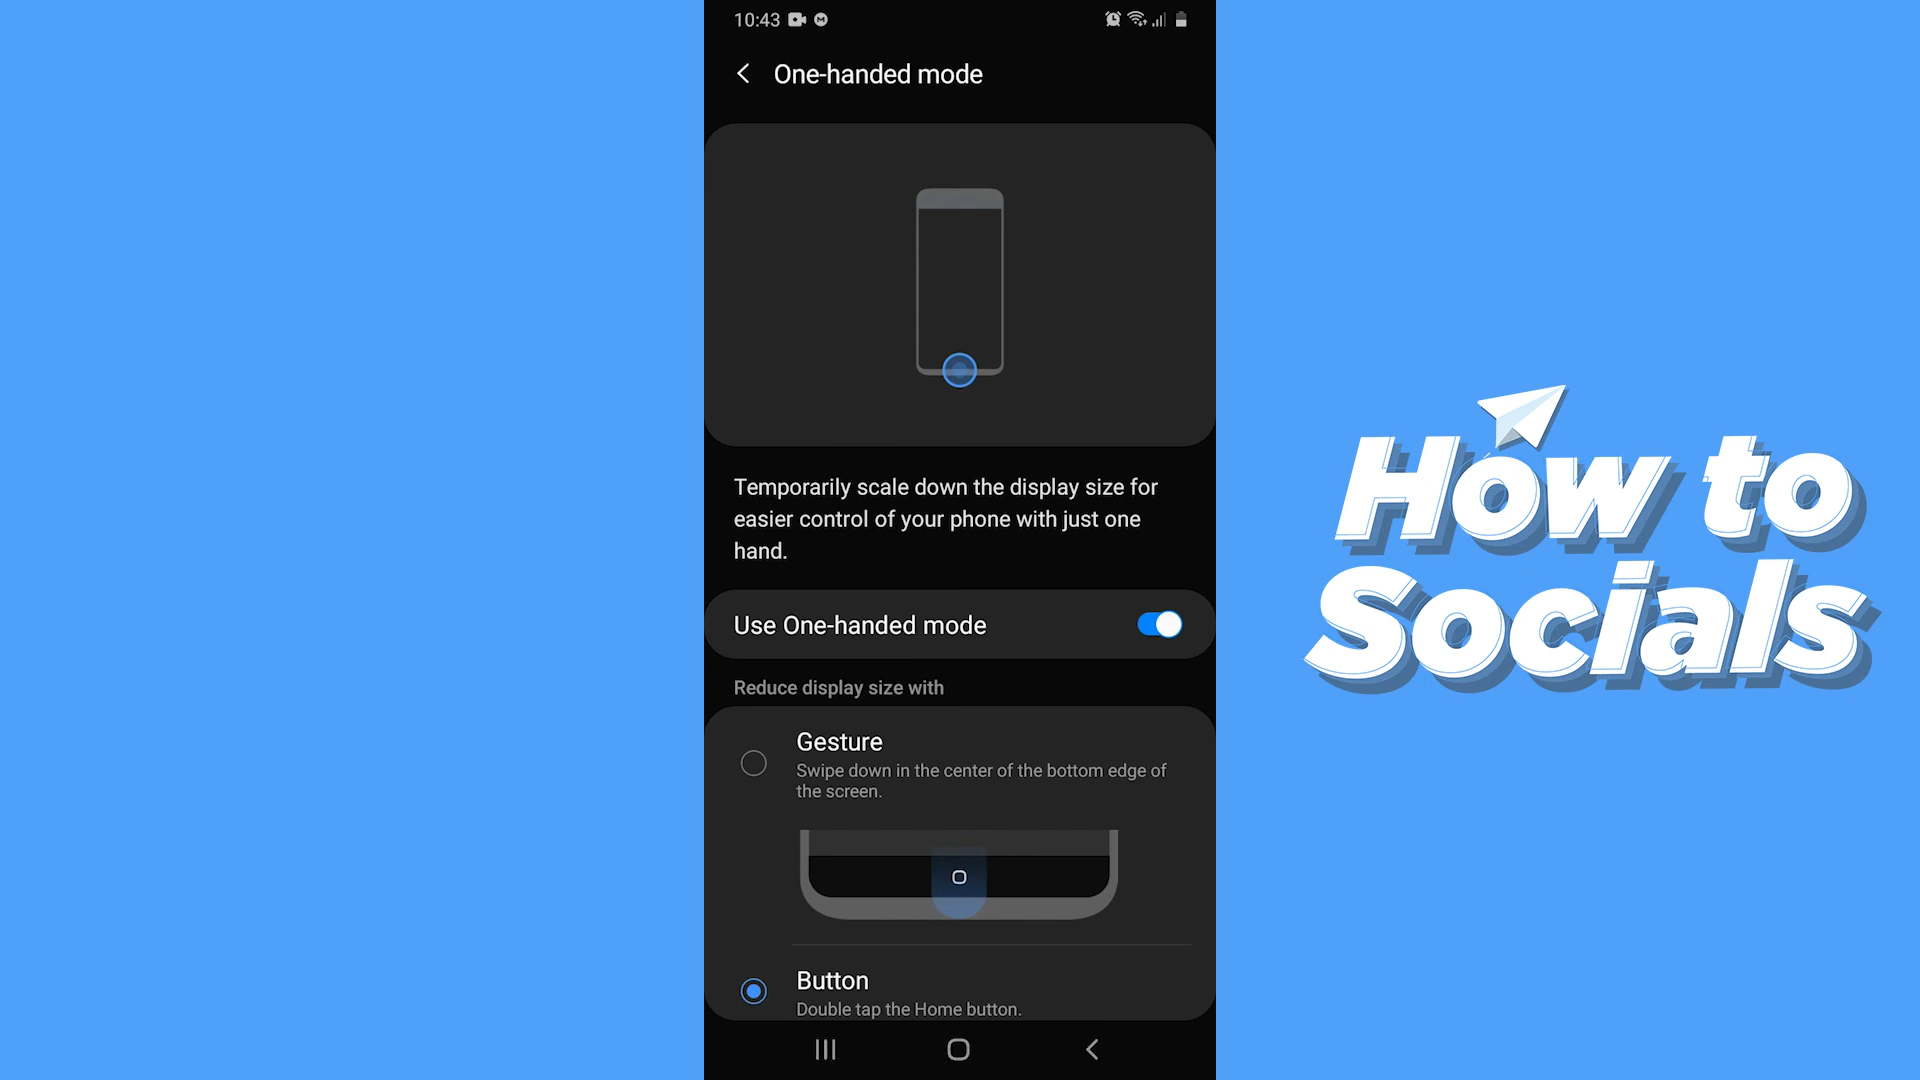 10:43
One-handed mode
Temporarily scale down the display size for
easier control of your phone with just one
hand.
Use One-handed mode
Reduce display size with
Gesture
Swipe down in the center of the bottom edge of
the screen.
Button
Double tap the Home button.
How to
Socials